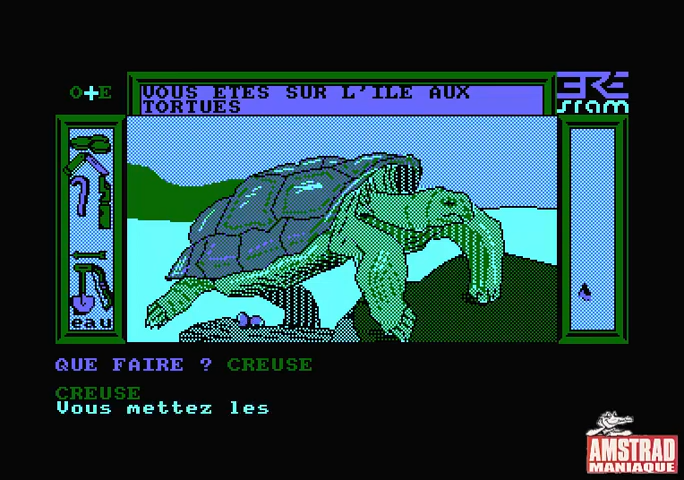 O+E
VOUS ETES SUR L'ILE AUX
TORTUES
ERE
sram
eau
QUE FAIRE ? CREUSE
CREUSE
Vous mettez les
AMSTRAD
MANIAQUE